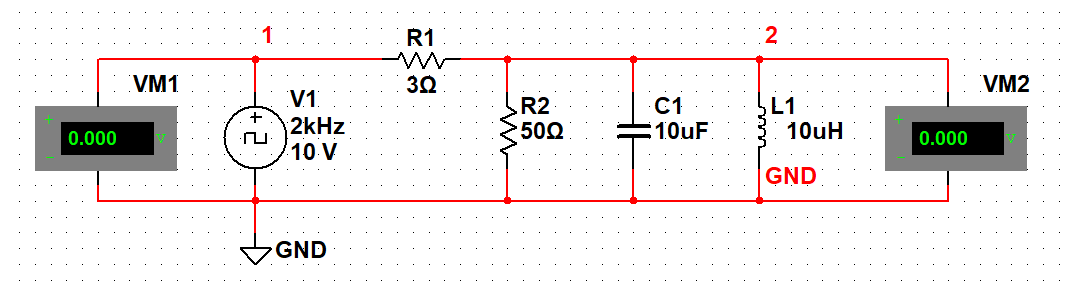 1
R1
2
VM1
3Ω
VM2
V1
2kHz
10 V
R2
50Ω
C1
10uF
L1
10uH
+
0.000
V
–
+
0.000
V
–
+
GND
GND